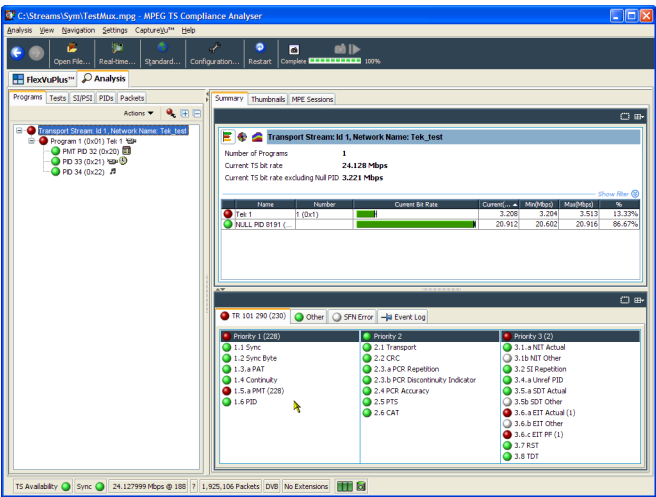 C:\Streams\Sym\TestMux.mpg - MPEG TS Compliance Analyser
Analysis View Navigation Settings CaptureVu™ Help
Open File... Real-time... Standard... Configuration... Restart Complete 100%
FlexVuPlus™ Analysis
Programs Tests SI/PSI PIDs Packets
Actions
Transport Stream: Id 1, Network Name: Tek_test
Program 1 (0x01) Tek 1
PMT PID 32 (0x20)
PID 33 (0x21)
PID 34 (0x22)
Summary Thumbnails MPE Sessions
Transport Stream: Id 1, Network Name: Tek_test
Number of Programs 1
Current TS bit rate 24.128 Mbps
Current TS bit rate excluding Null PID 3.221 Mbps
Show filter
Name Number Current Bit Rate Current(... Min(Mbps) Max(Mbps) %
Tek 1 1 (0x1) 3.208 3.204 3.513 13.33%
NULL PID 8191 (... 20.912 20.602 20.916 86.67%
TR 101 290 (230) Other SFN Error Event Log
Priority 1 (228)
1.1 Sync
1.2 Sync Byte
1.3.a PAT
1.4 Continuity
1.5.a PMT (228)
1.6 PID
Priority 2
2.1 Transport
2.2 CRC
2.3.a PCR Repetition
2.3.b PCR Discontinuity Indicator
2.4 PCR Accuracy
2.5 PTS
2.6 CAT
Priority 3 (2)
3.1.a NIT Actual
3.1b NIT Other
3.2 SI Repetition
3.4.a Unref PID
3.5.a SDT Actual
3.5b SDT Other
3.6.a EIT Actual (1)
3.6.b EIT Other
3.6.c EIT PF (1)
3.7 RST
3.8 TDT
TS Availability Sync 24.127999 Mbps @ 188 ? 1,925,106 Packets DVB No Extensions